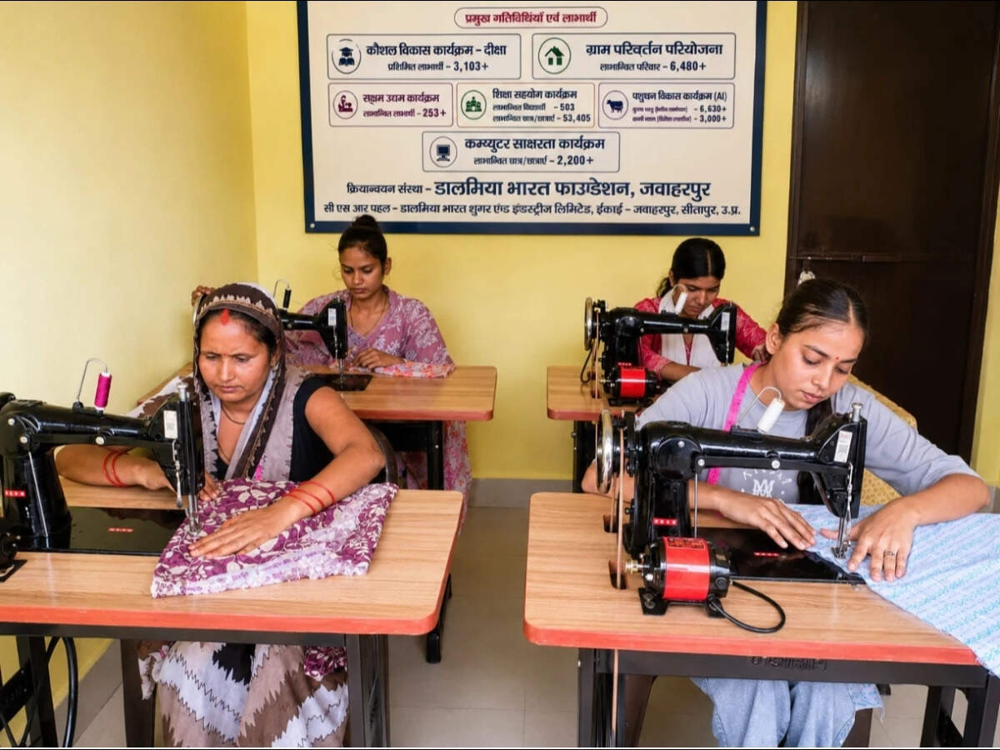 प्रमुख गतिविधियाँ एवं लाभार्थी
कौशल विकास कार्यक्रम – दीक्षा
प्रशिमित लाभार्थी – 3,103+
ग्राम परिवर्तन परियोजना
लाभान्वित परिवार – 6,480+
सक्षम उद्यम कार्यक्रम
लाभान्वित लाभार्थी – 253+
शिक्षा सहयोग कार्यक्रम
लाभान्वित विद्यार्थी – 503
लाभान्वित छात्र/छात्राएँ – 53,405
पशुधन विकास कार्यक्रम (AI)
– 6,630+
– 3,000+
कम्प्युटर साक्षरता कार्यक्रम
लाभान्वित छात्र/छात्राएँ – 2,200+
क्रियान्वयन संस्था – डालमिया भारत फाउण्डेशन, जवाहरपुर
सी एस आर पहल – डालमिया भारत शुगर एण्ड इंडस्ट्रीज लिमिटेड, ईकाई – जवाहरपुर, सीतापुर, उ.प्र.